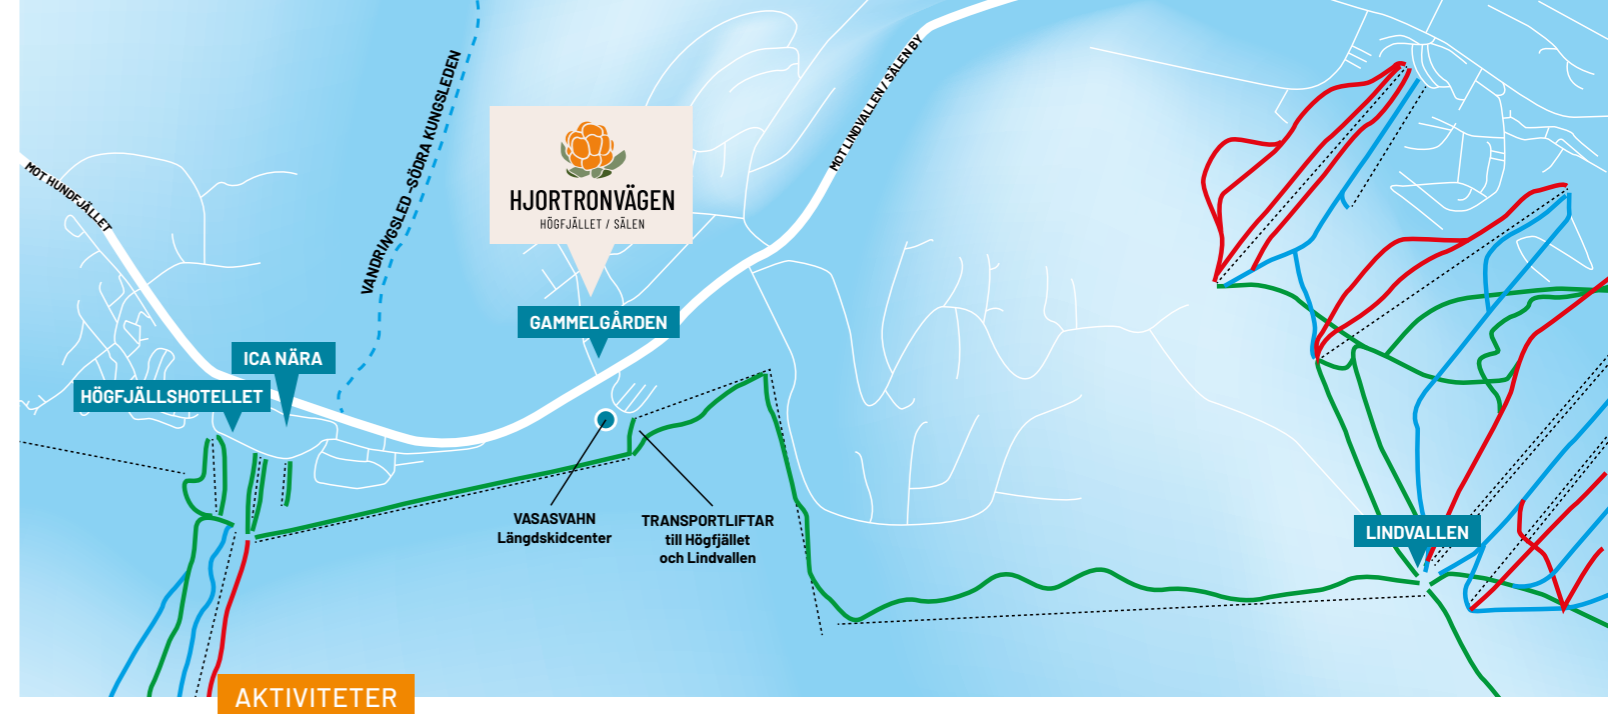 MOT HUNDFJÄLLET
VANDRINGSLED -SÖDRA KUNGSLEDEN
MOT LINDVALLEN / SÄLEN BY
HJORTRONVÄGEN
HÖGFJÄLLET / SÄLEN
GAMMELGÅRDEN
ICA NÄRA
HÖGFJÄLLSHOTELLET
VASASVAHN
Längdskidcenter
TRANSPORTLIFTAR
till Högfjället
och Lindvallen
LINDVALLEN
AKTIVITETER